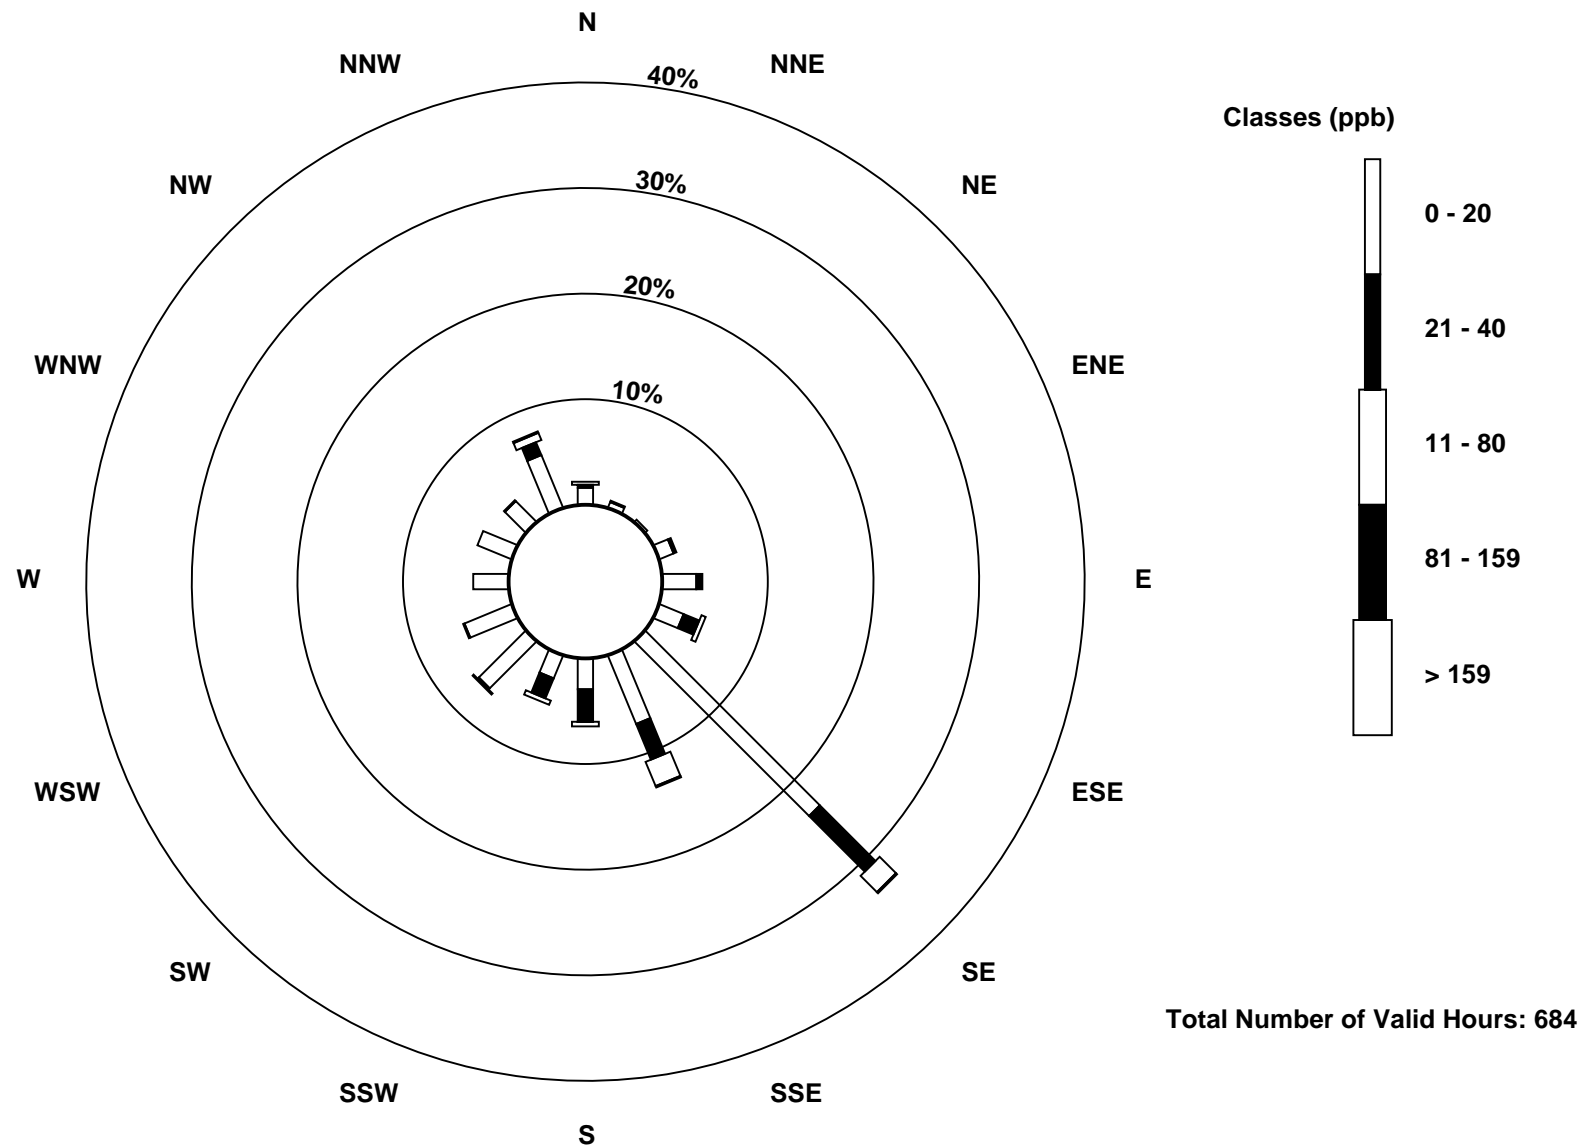 N
NNW
NNE
40%
Classes (ppb)
30%
NW
NE
0 - 20
20%
21 - 40
WNW
ENE
10%
11 - 80
81 - 159
W
E
> 159
WSW
ESE
SW
SE
Total Number of Valid Hours: 684
SSW
SSE
S